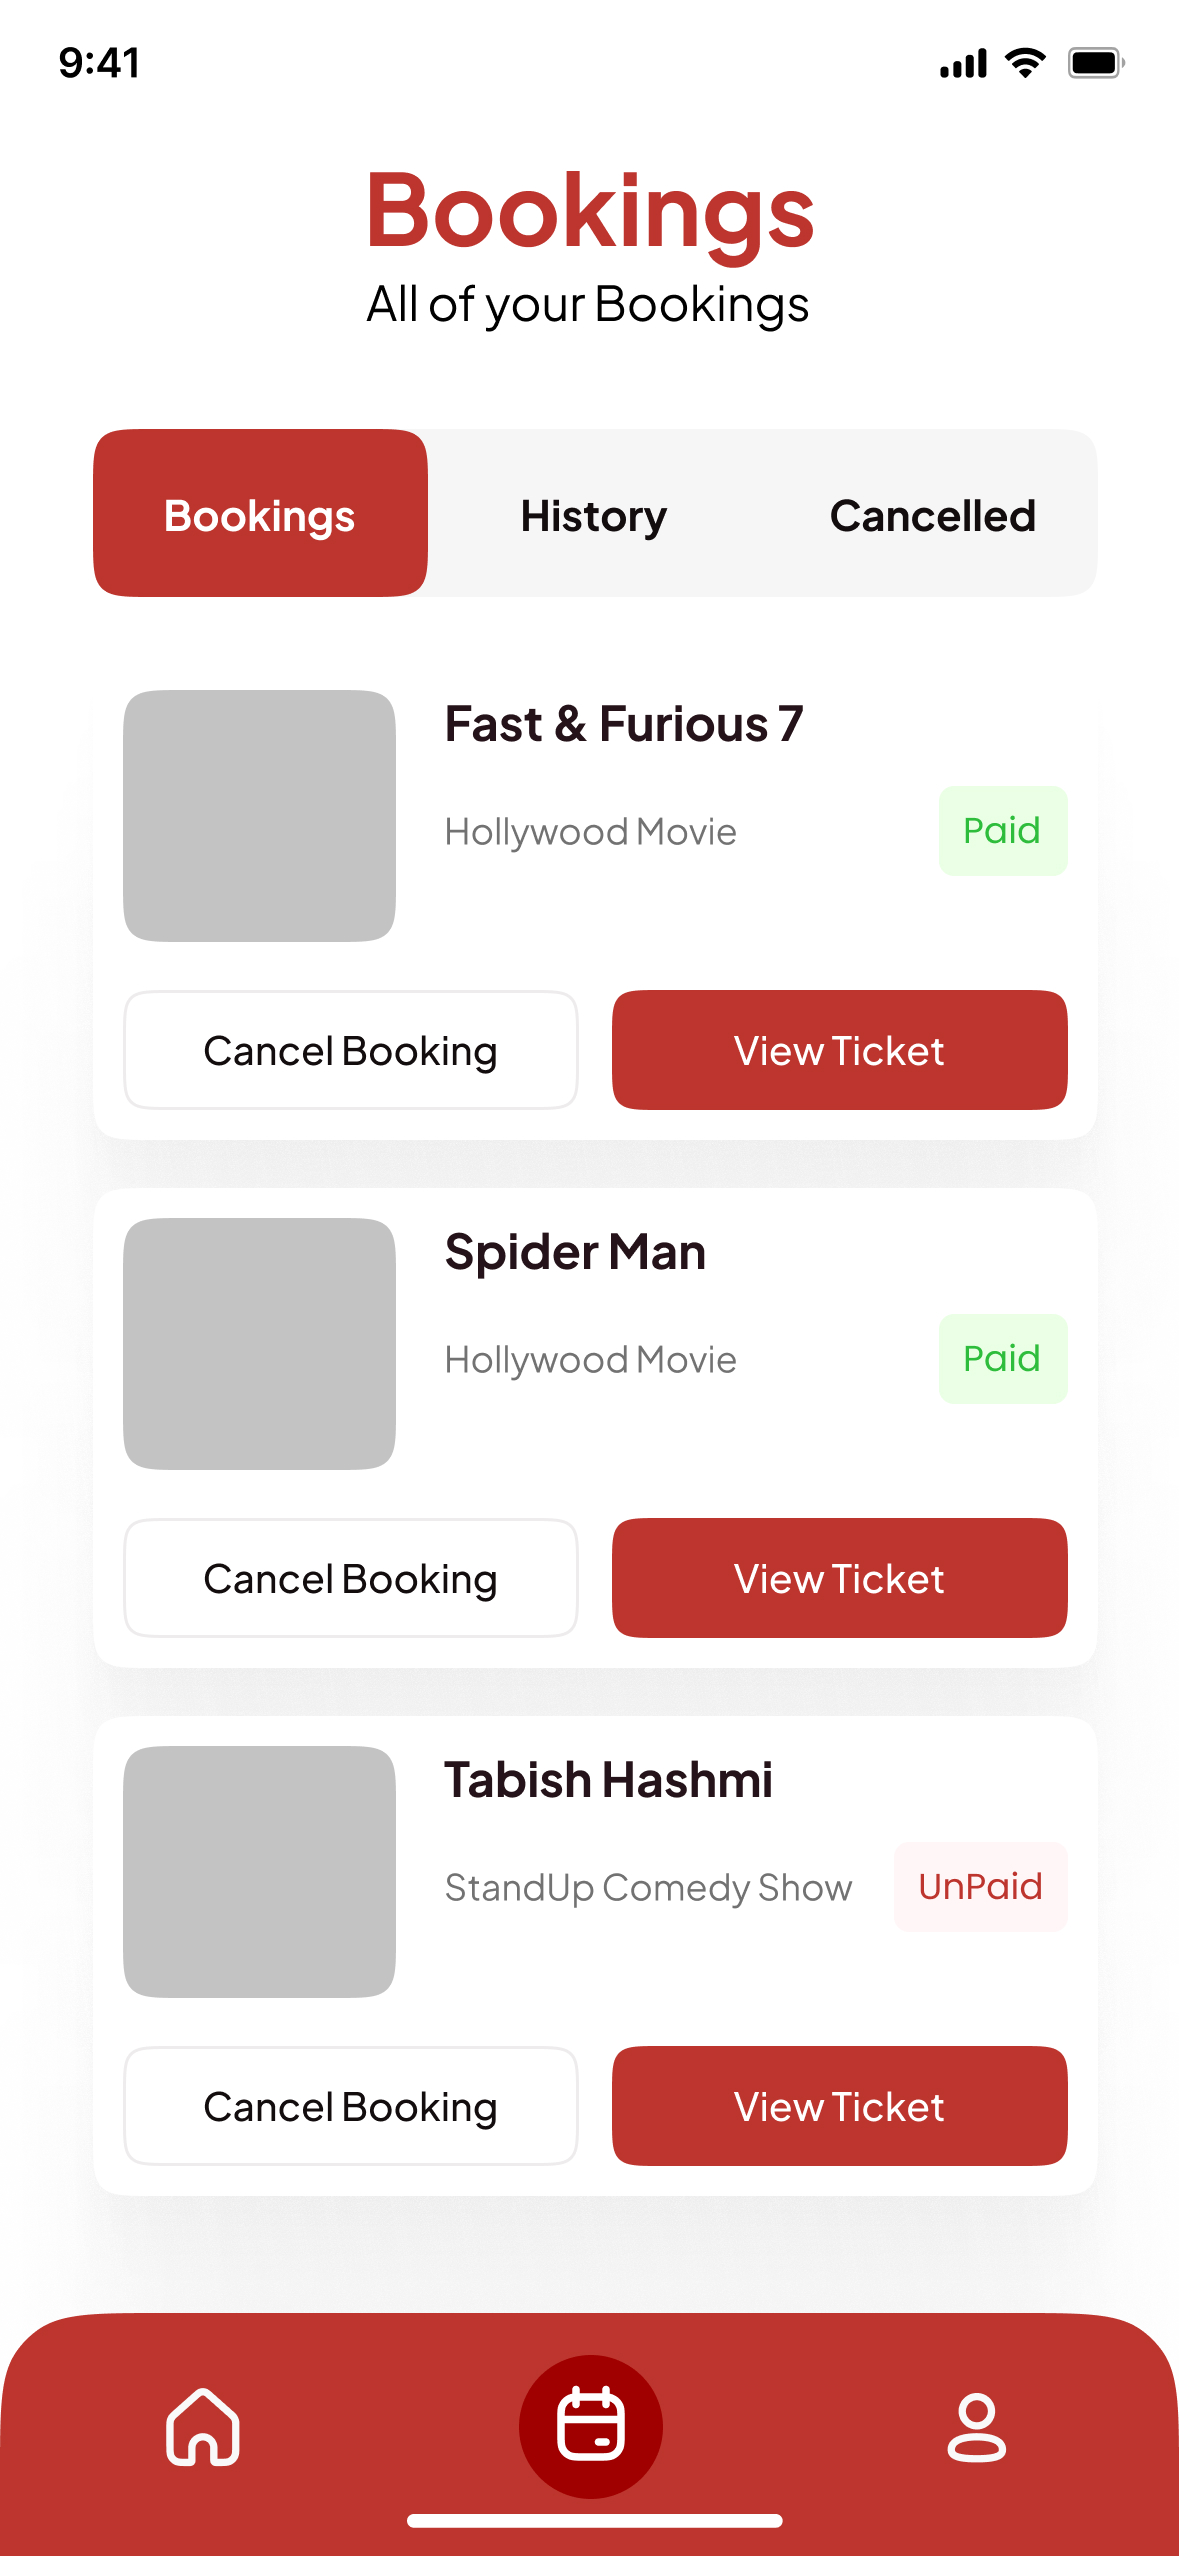 9:41
Bookings
All of your Bookings
Bookings History Cancelled
Fast & Furious 7
Hollywood Movie Paid
Cancel Booking View Ticket
Spider Man
Hollywood Movie Paid
Cancel Booking View Ticket
Tabish Hashmi
StandUp Comedy Show UnPaid
Cancel Booking View Ticket